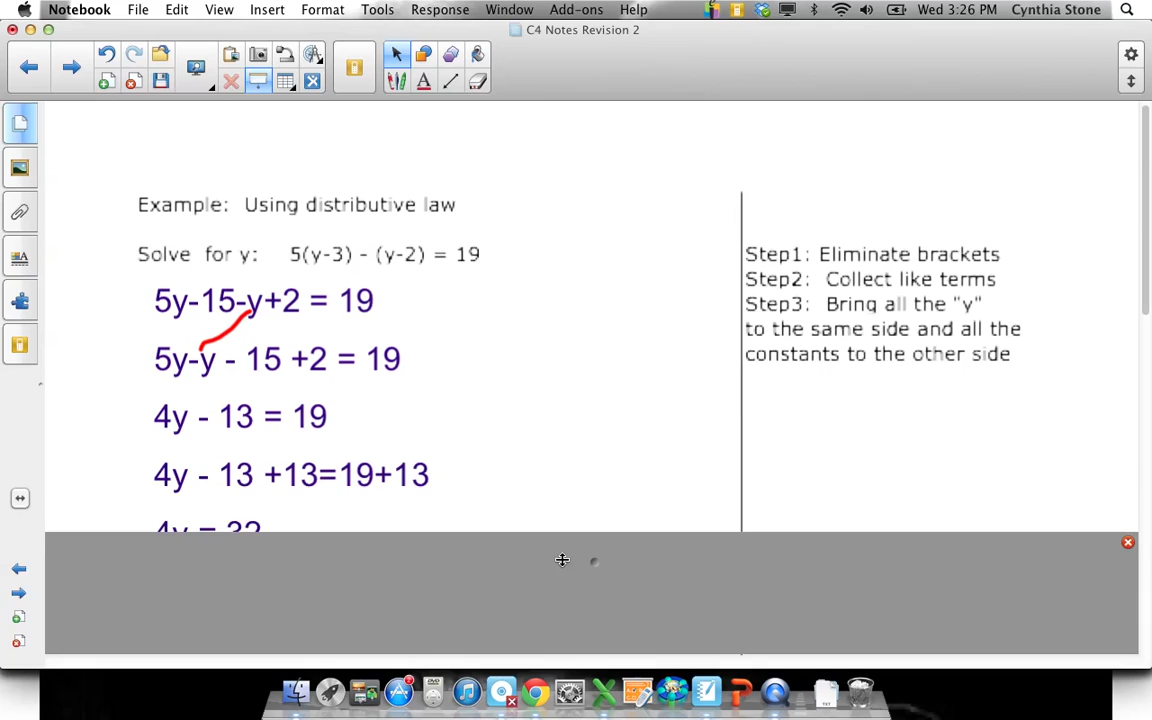 Notebook File Edit View Insert Format Tools Response Window Add-ons Help Wed 3:26 PM Cynthia Stone
C4 Notes Revision 2
Example: Using distributive law
Solve for y: 5(y-3) - (y-2) = 19
5y-15-y+2 = 19
5y-y - 15 +2 = 19
4y - 13 = 19
4y - 13 +13=19+13
4y = 32
Step1: Eliminate brackets
Step2: Collect like terms
Step3: Bring all the "y"
to the same side and all the
constants to the other side